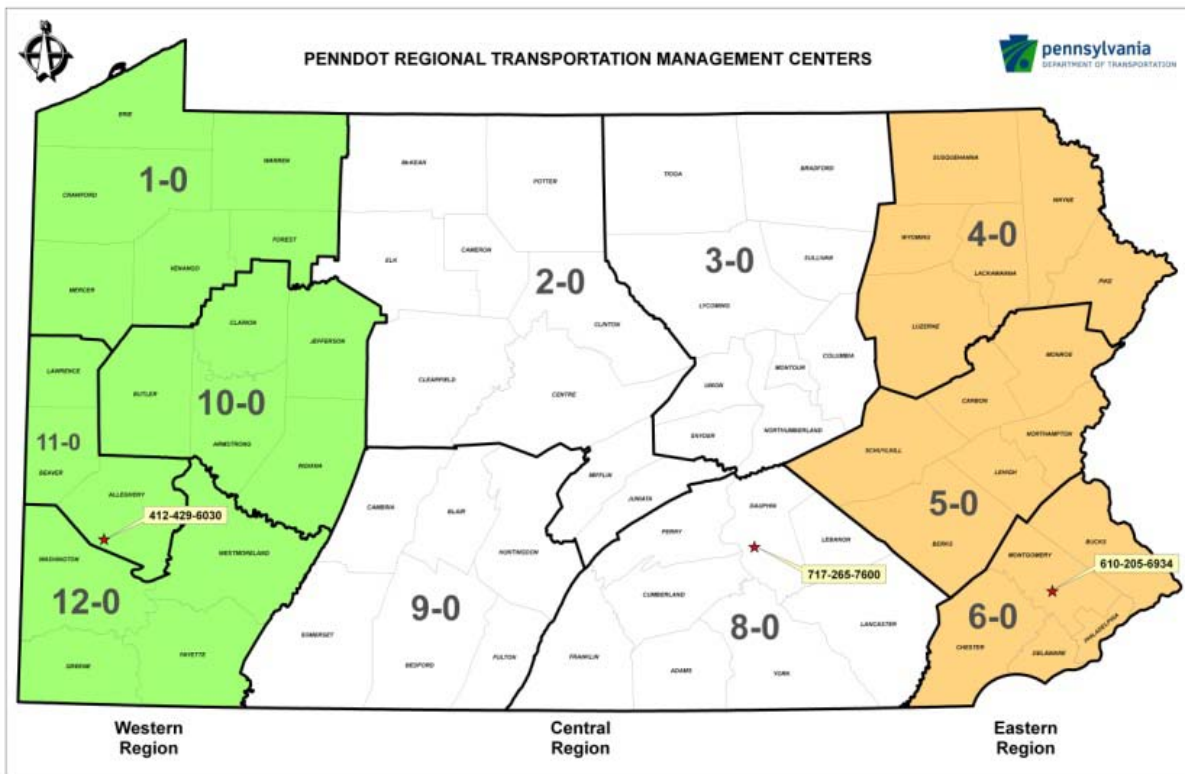 PENNDOT REGIONAL TRANSPORTATION MANAGEMENT CENTERS
pennsylvania
DEPARTMENT OF TRANSPORTATION
ERIE
WARREN
CRAWFORD
1-0
FOREST
VENANGO
MERCER
McKEAN
POTTER
ELK
CAMERON
2-0
CLINTON
CLEARFIELD
CENTRE
MIFFLIN
JUNIATA
TIOGA
BRADFORD
3-0
SULLIVAN
LYCOMING
COLUMBIA
MONTOUR
UNION
SNYDER
NORTHUMBERLAND
SUSQUEHANNA
WAYNE
WYOMING
4-0
LACKAWANNA
PIKE
LUZERNE
MONROE
CARBON
NORTHAMPTON
SCHUYLKILL
LEHIGH
5-0
BERKS
CLARION
JEFFERSON
BUTLER
10-0
ARMSTRONG
INDIANA
LAWRENCE
11-0
BEAVER
ALLEGHENY
412-429-6030
WASHINGTON
WESTMORELAND
12-0
GREENE
FAYETTE
CAMBRIA
BLAIR
HUNTINGDON
9-0
SOMERSET
BEDFORD
FULTON
DAUPHIN
PERRY
LEBANON
717-265-7600
CUMBERLAND
8-0
LANCASTER
FRANKLIN
ADAMS
YORK
BUCKS
MONTGOMERY
610-205-6934
6-0
PHILADELPHIA
CHESTER
DELAWARE
Western
Region
Central
Region
Eastern
Region